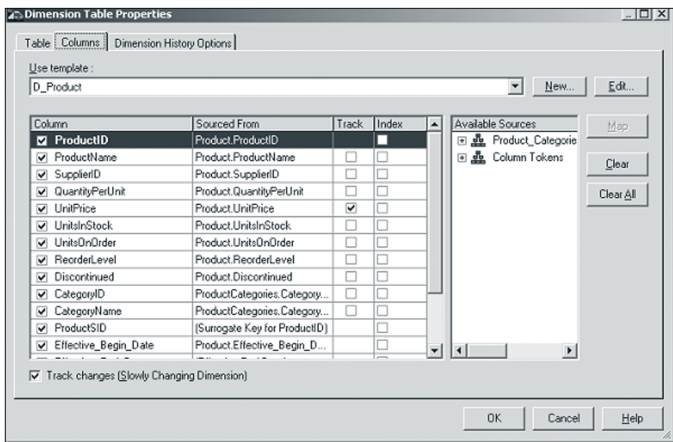 Dimension Table Properties
Table Columns Dimension History Options
Use template :
D_Product New... Edit...
Column Sourced From Track Index Available Sources Map
ProductID Product.ProductID Product_Categorie
ProductName Product.ProductName Column Tokens
SupplierID Product.SupplierID Clear
QuantityPerUnit Product.QuantityPerUnit
UnitPrice Product.UnitPrice Clear All
UnitsInStock Product.UnitsInStock
UnitsOnOrder Product.UnitsOnOrder
ReorderLevel Product.ReorderLevel
Discontinued Product.Discontinued
CategoryID ProductCategories.Category...
CategoryName ProductCategories.Category...
ProductSID (Surrogate Key for ProductID)
Effective_Begin_Date Product.Effective_Begin_D...
Track changes (Slowly Changing Dimension)
OK Cancel Help